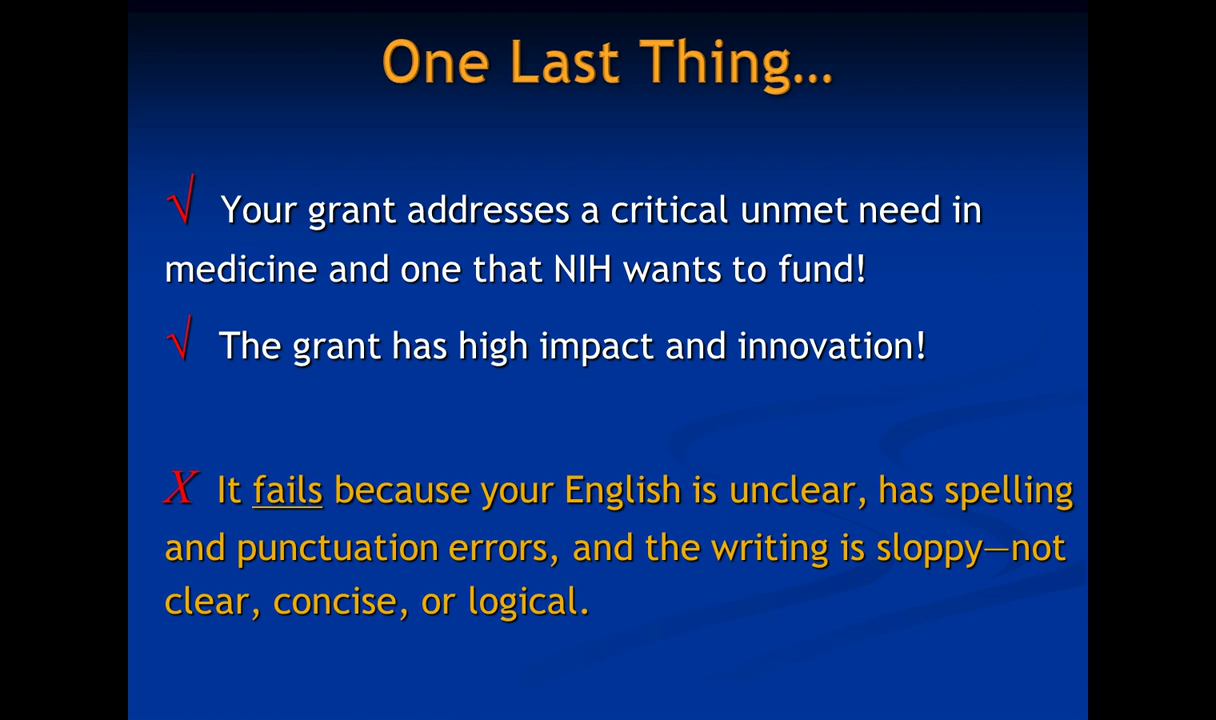 One Last Thing…
√ Your grant addresses a critical unmet need in
medicine and one that NIH wants to fund!
√ The grant has high impact and innovation!
X It fails because your English is unclear, has spelling
and punctuation errors, and the writing is sloppy—not
clear, concise, or logical.